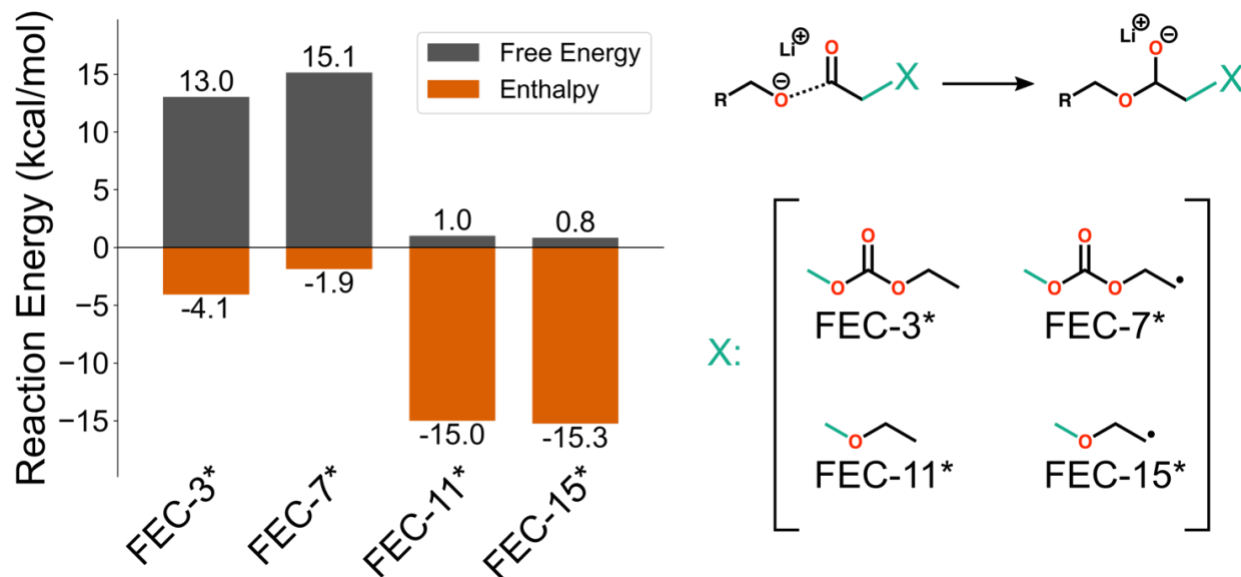 Reaction Energy (kcal/mol)
15
10
5
0
−5
−10
−15
13.0
15.1
1.0
0.8
-4.1
-1.9
-15.0
-15.3
Free Energy
Enthalpy
FEC-3*
FEC-7*
FEC-11*
FEC-15*
Li⊕
O
X
R
⊖
O
Li⊕
O⊖
R
O
X
X:
O
O
O
FEC-3*
O
O
O
FEC-7*
O
FEC-11*
O
FEC-15*